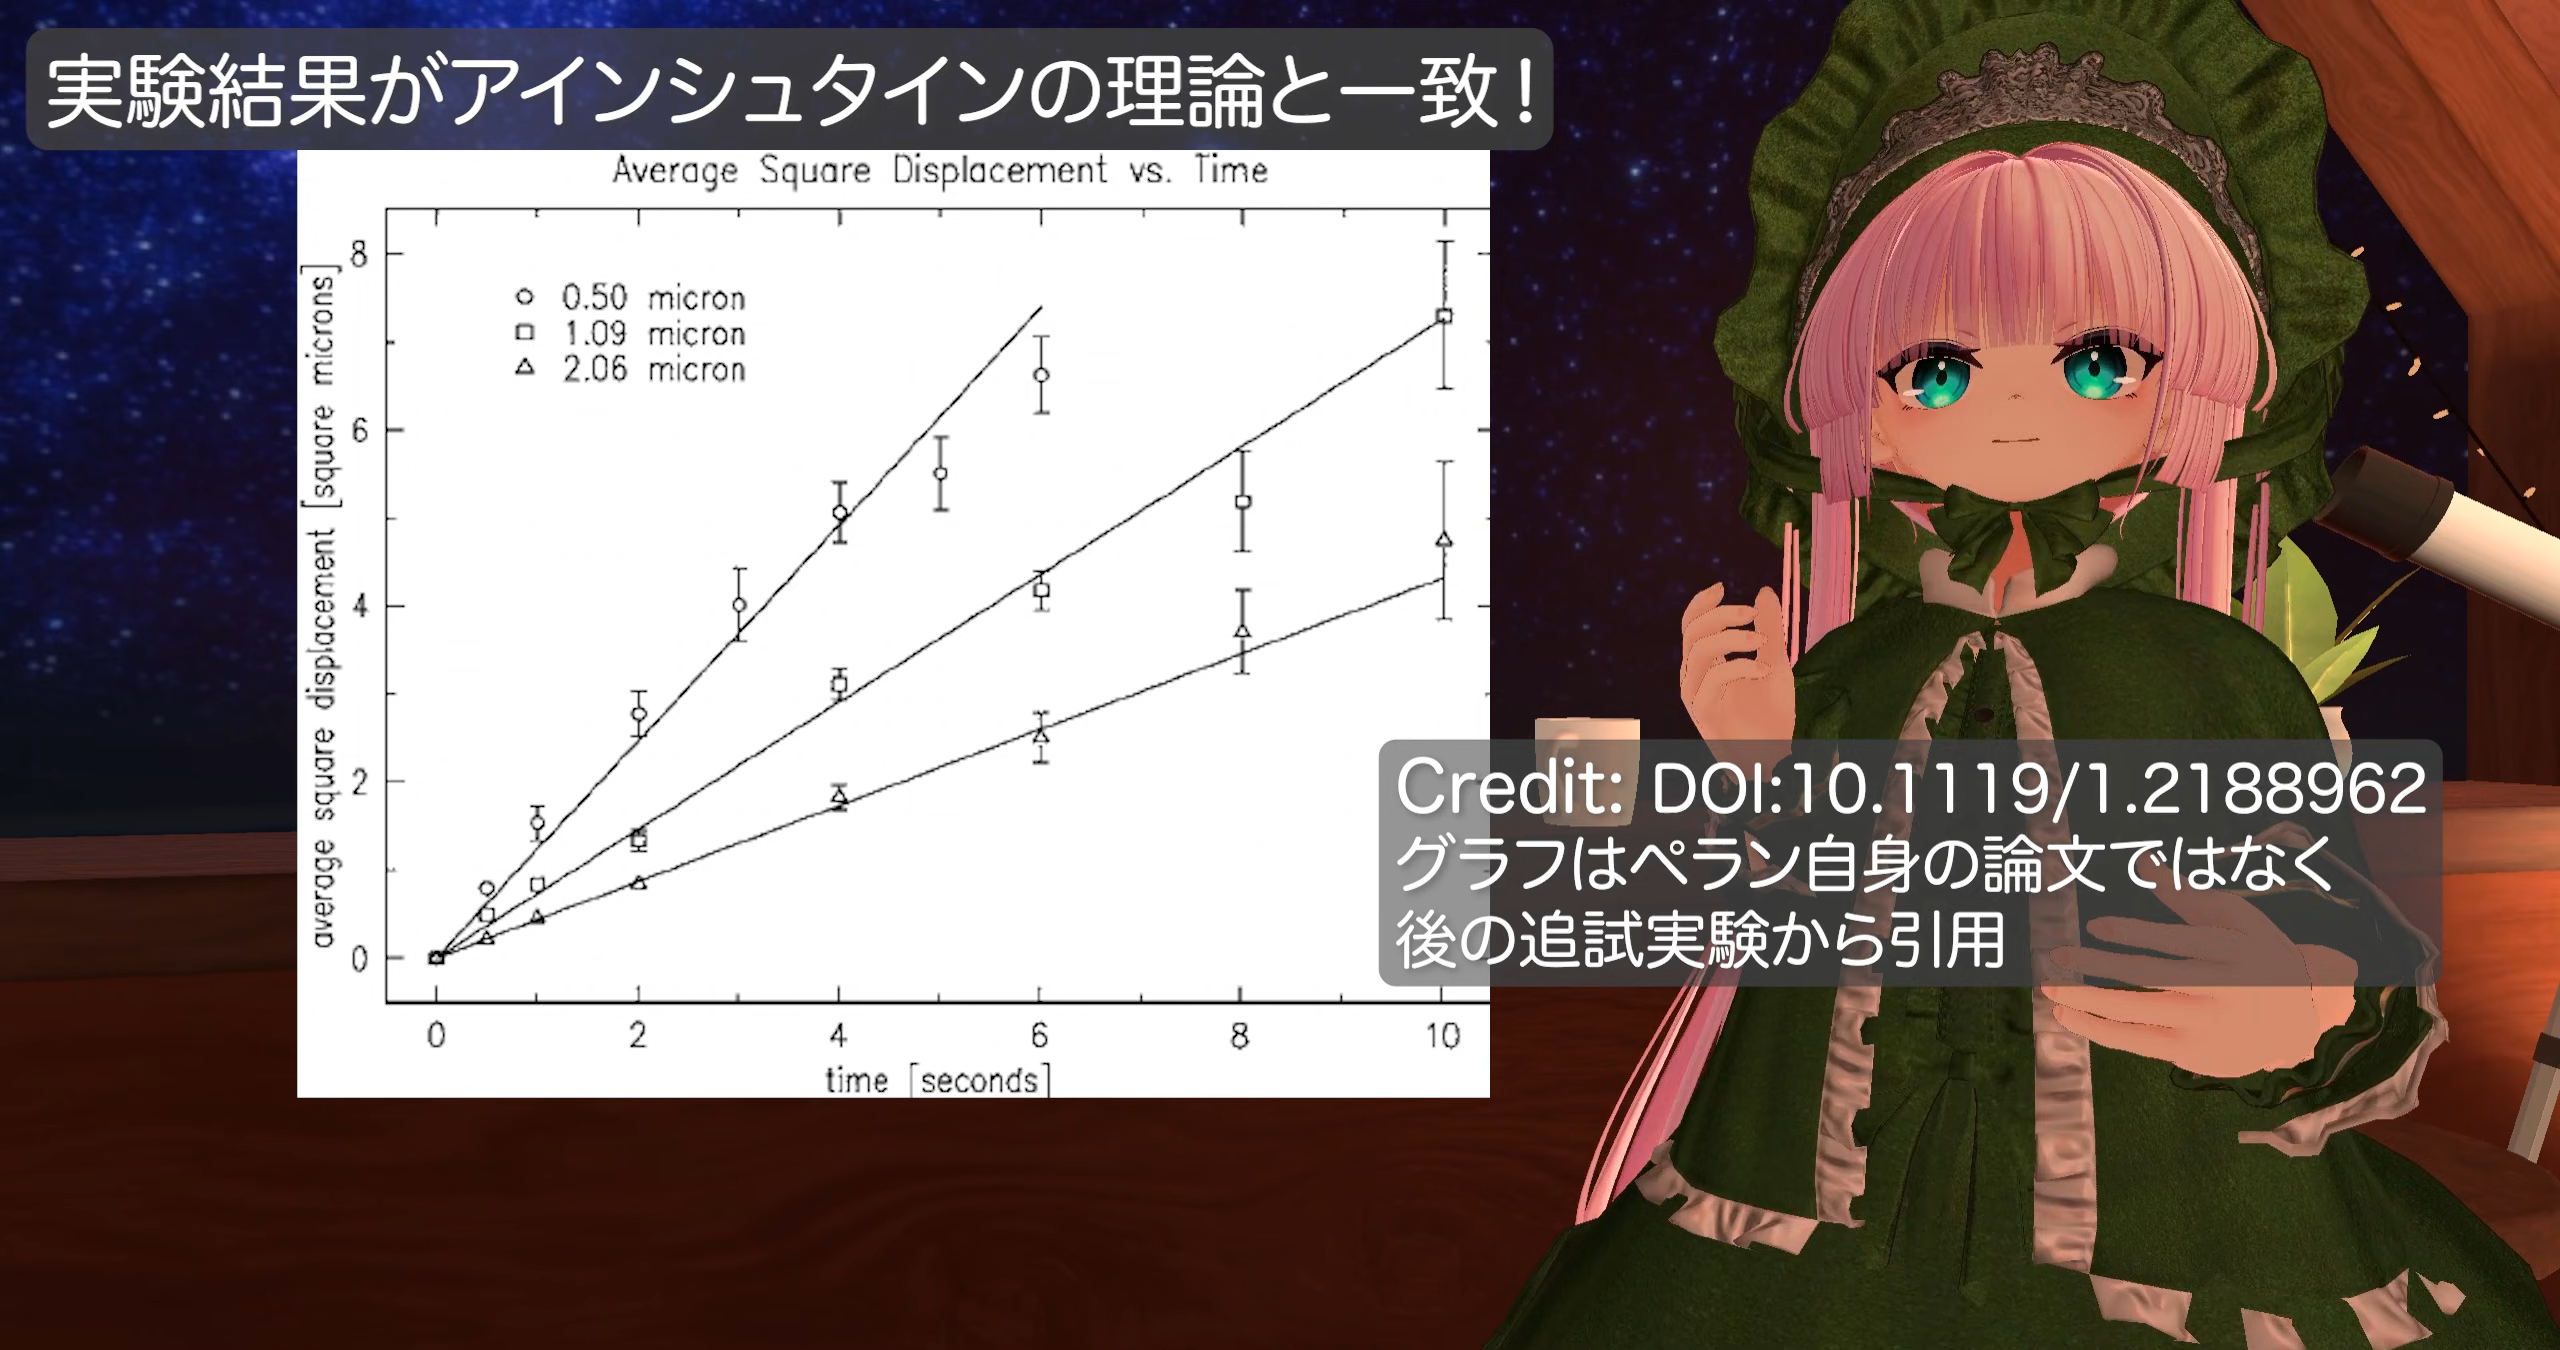 実験結果がアインシュタインの理論と一致!
Average Square Displacement vs. Time
average square displacement [square microns]
8
6
4
2
0
0.50 micron
1.09 micron
2.06 micron
0 2 4 6 8 10
time [seconds]
Credit: DOI:10.1119/1.2188962
グラフはペラン自身の論文ではなく
後の追試実験から引用